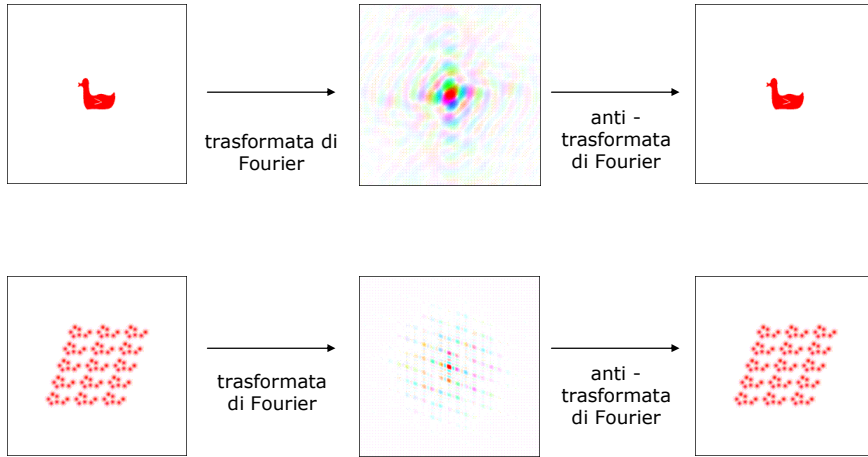 trasformata di
Fourier
anti -
trasformata
di Fourier
trasformata
di Fourier
anti -
trasformata
di Fourier